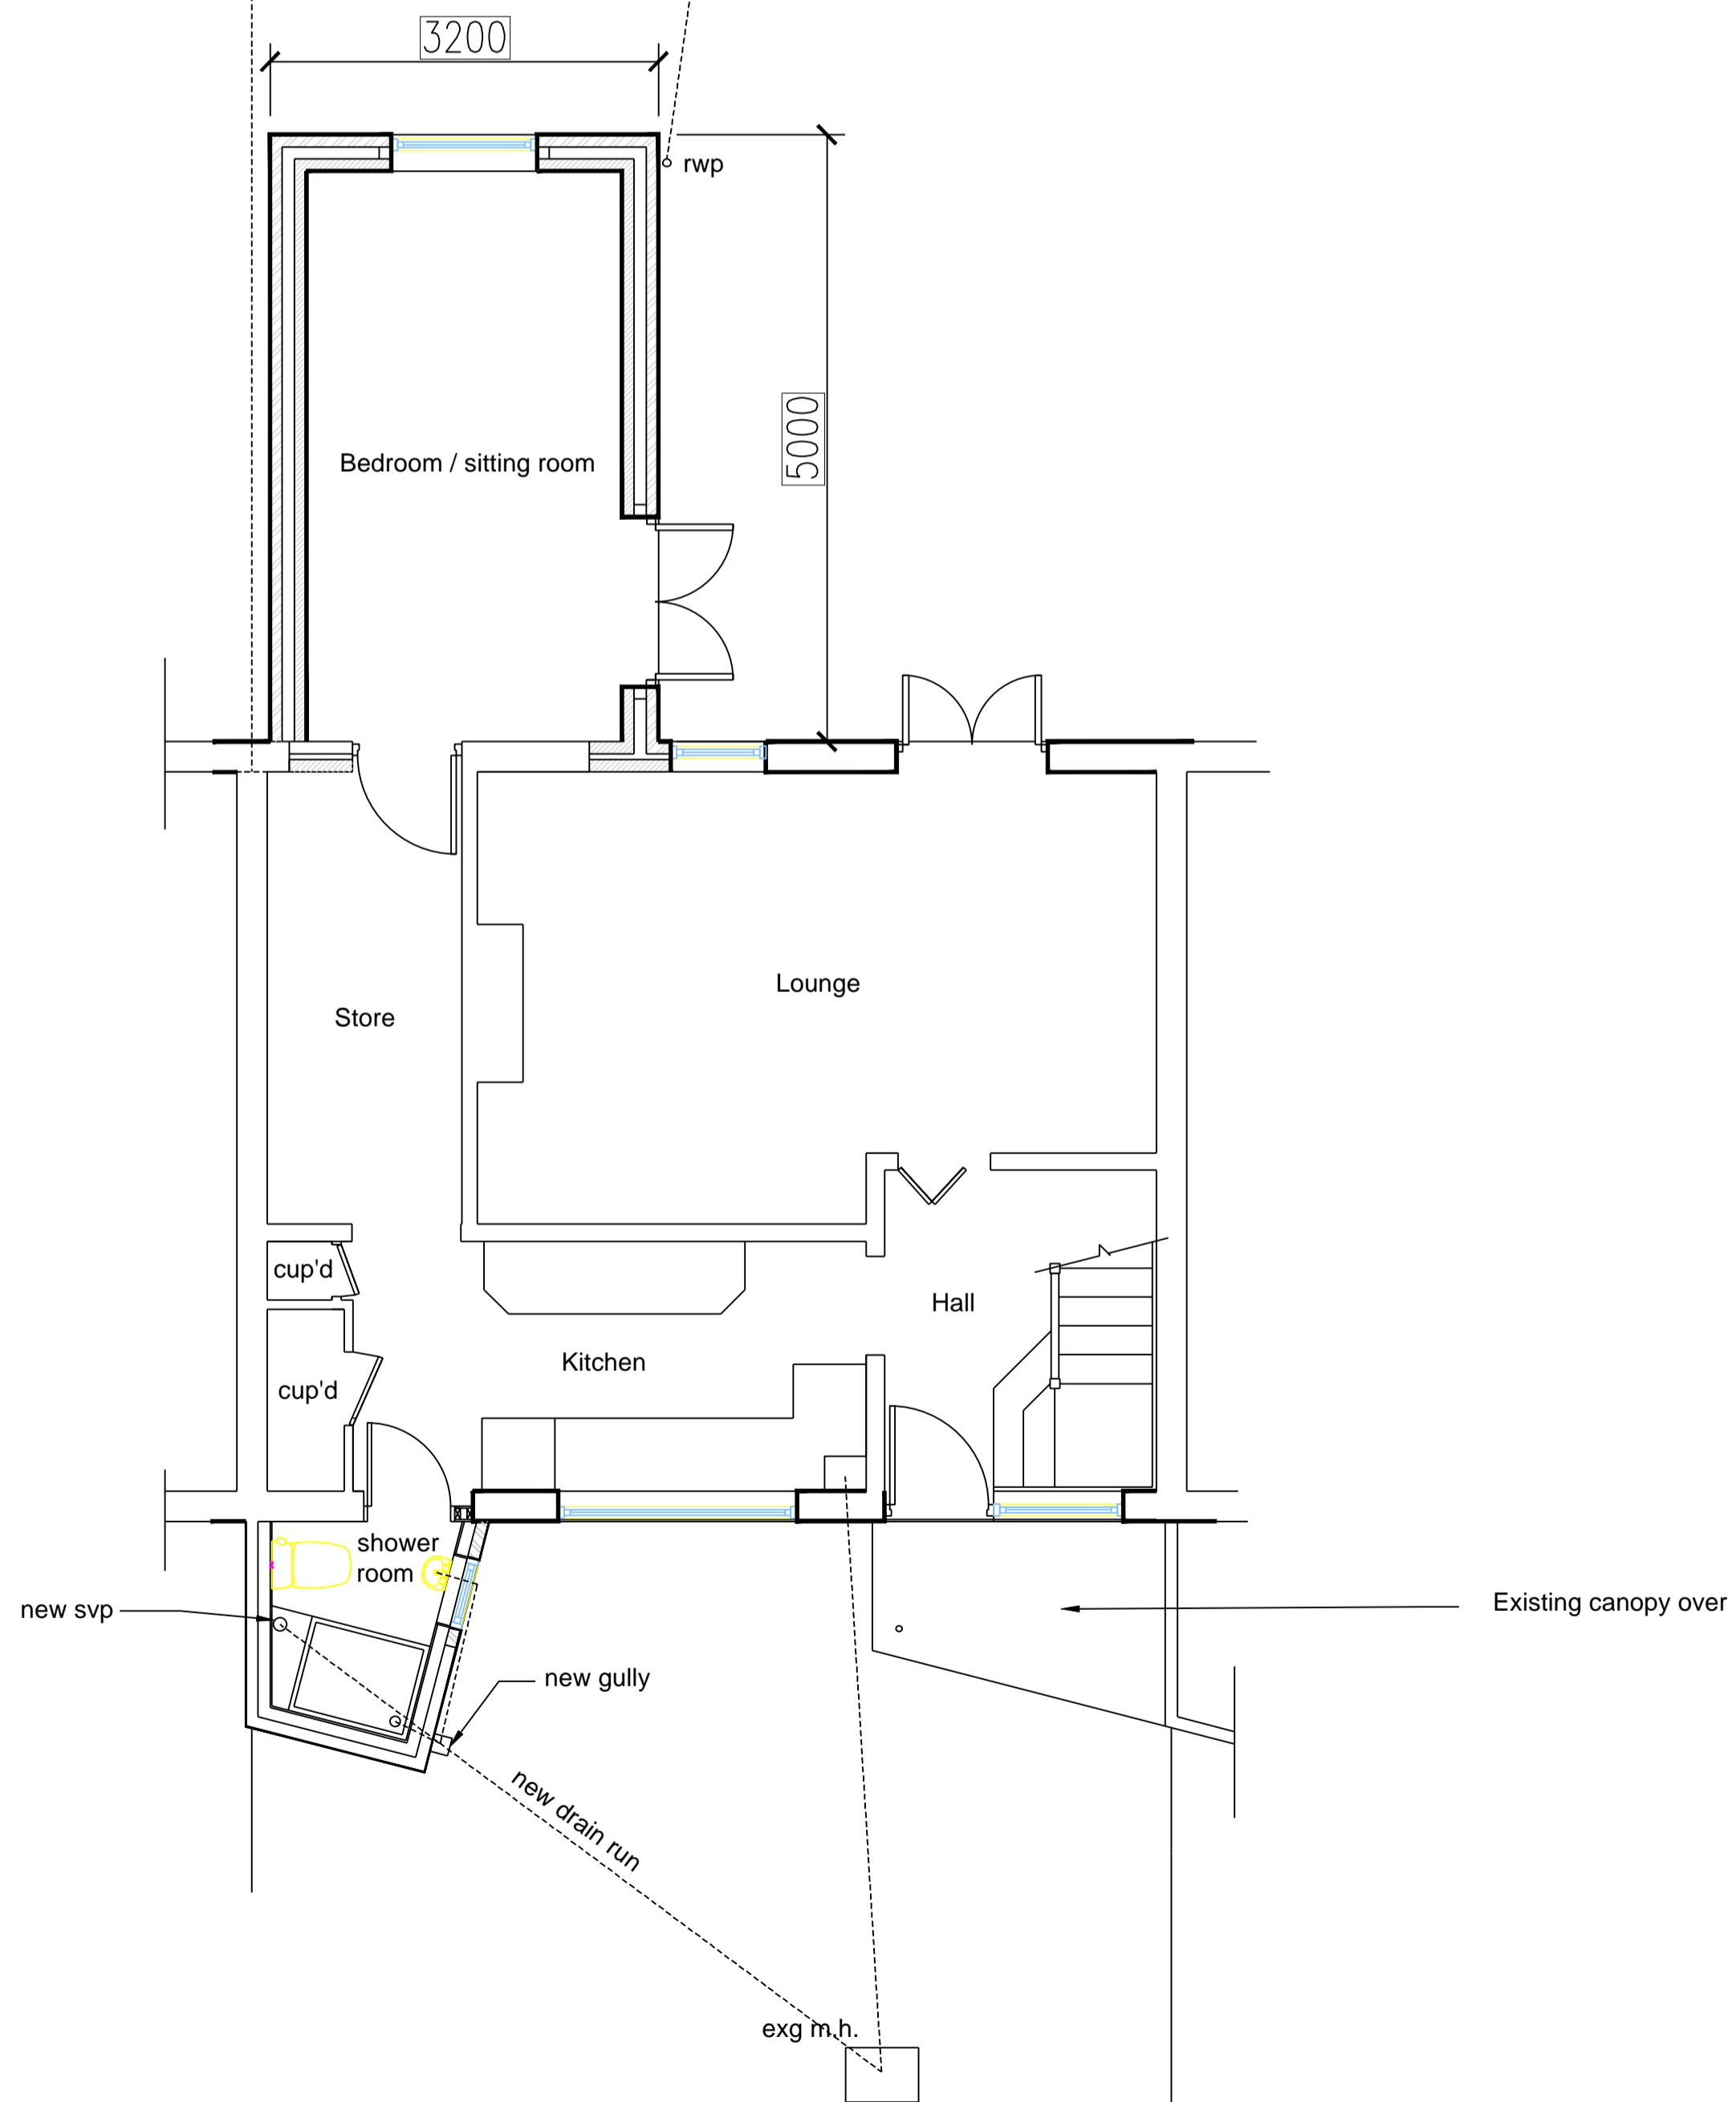 3200
rwp
5000
Bedroom / sitting room
Lounge
Store
cup'd
Hall
Kitchen
cup'd
shower
room
new svp
Existing canopy over
new gully
new drain run
exg m.h.